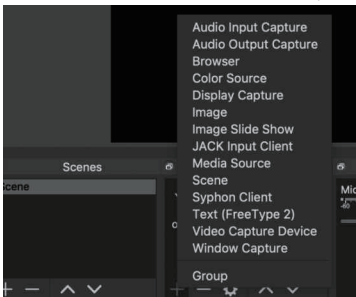 Audio Input Capture
Audio Output Capture
Browser
Color Source
Display Capture
Image
Image Slide Show
JACK Input Client
Media Source
Scene
Syphon Client
Text (FreeType 2)
Video Capture Device
Window Capture
Group
Scenes
Scene
Mic